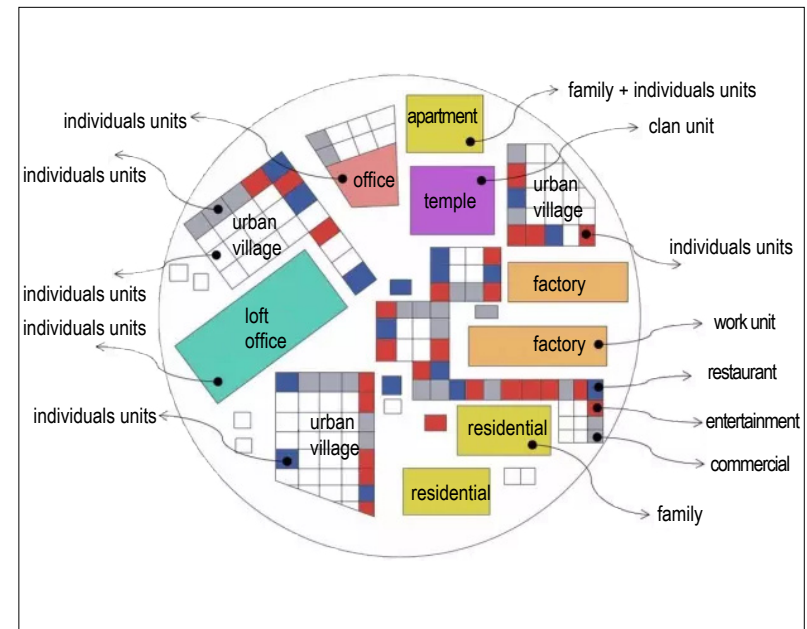 family + individuals units
apartment
individuals units
clan unit
individuals units
office
urban
village
temple
urban
village
individuals units
individuals units
individuals units
factory
loft
office
work unit
factory
restaurant
individuals units
urban
village
residential
entertainment
commercial
residential
family